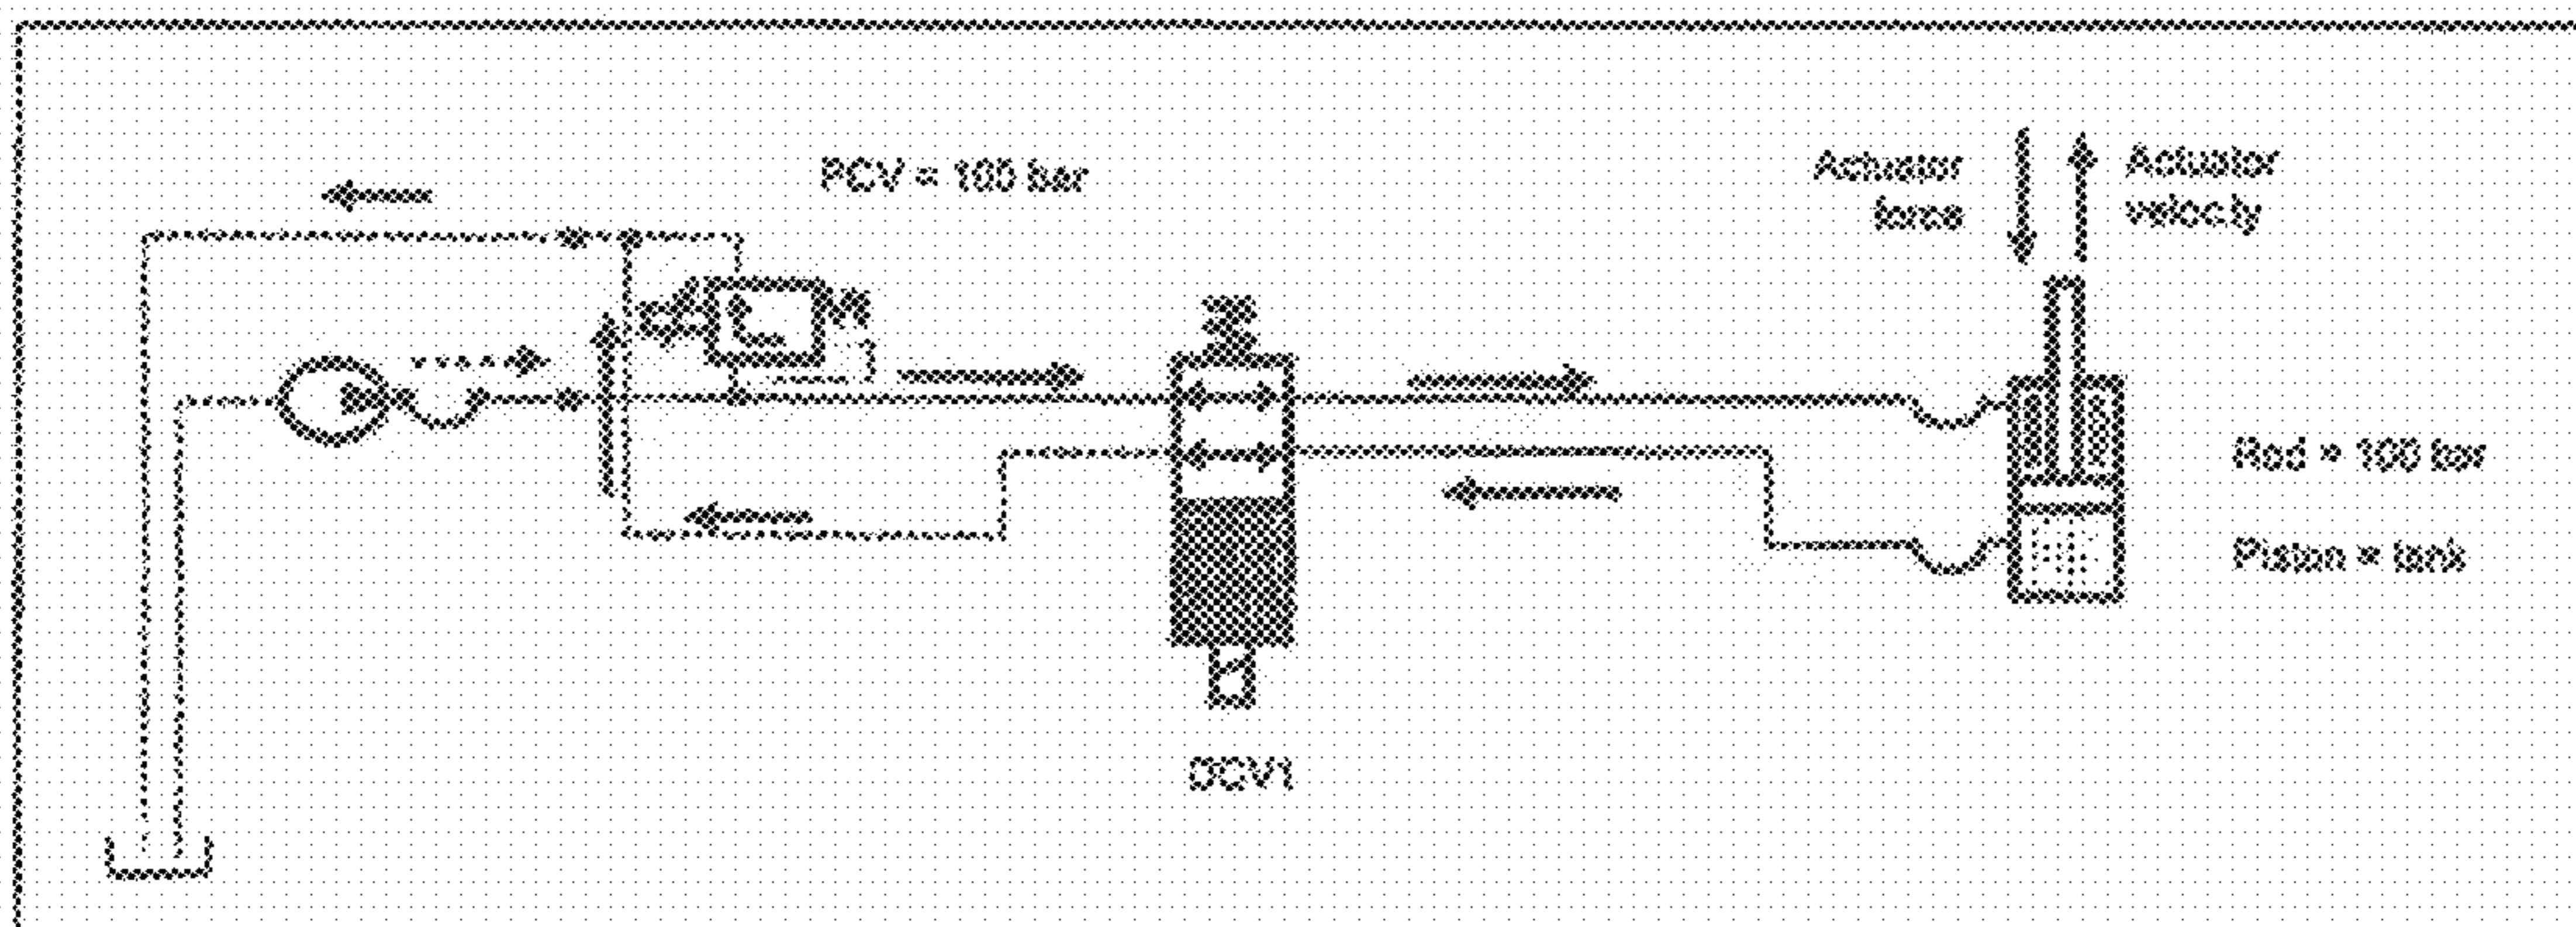 PCV = 100 bar
Actuator
force
Actuator
velocity
Rod = 100 bar
Piston = tank
DCV1